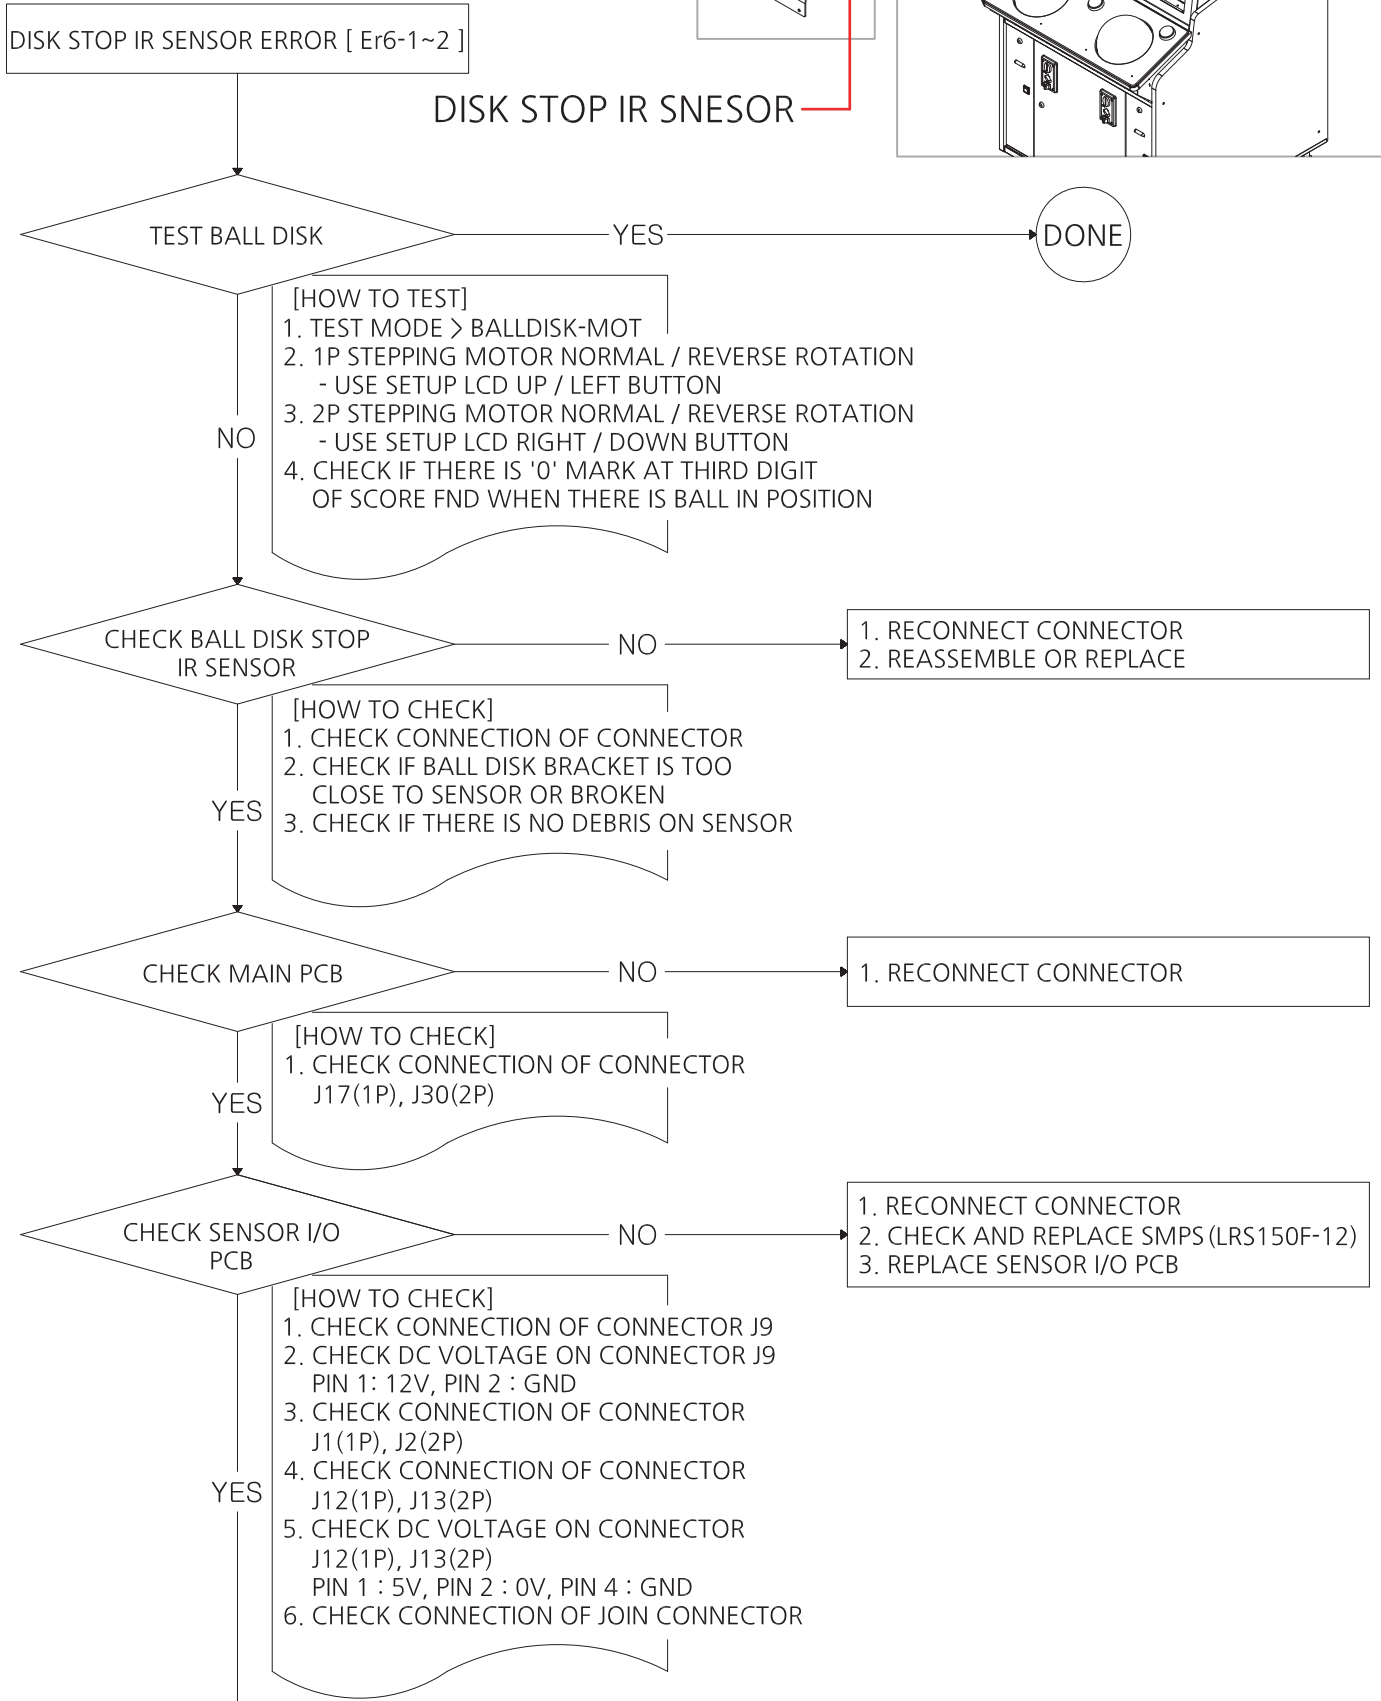 DISK STOP IR SENSOR ERROR [ Er6-1~2 ]
DISK STOP IR SNESOR
TEST BALL DISK
YES
DONE
[HOW TO TEST]
1. TEST MODE > BALLDISK-MOT
2. 1P STEPPING MOTOR NORMAL / REVERSE ROTATION
- USE SETUP LCD UP / LEFT BUTTON
3. 2P STEPPING MOTOR NORMAL / REVERSE ROTATION
- USE SETUP LCD RIGHT / DOWN BUTTON
4. CHECK IF THERE IS '0' MARK AT THIRD DIGIT
OF SCORE FND WHEN THERE IS BALL IN POSITION
NO
CHECK BALL DISK STOP
IR SENSOR
NO
1. RECONNECT CONNECTOR
2. REASSEMBLE OR REPLACE
[HOW TO CHECK]
1. CHECK CONNECTION OF CONNECTOR
2. CHECK IF BALL DISK BRACKET IS TOO
CLOSE TO SENSOR OR BROKEN
3. CHECK IF THERE IS NO DEBRIS ON SENSOR
YES
CHECK MAIN PCB
NO
1. RECONNECT CONNECTOR
[HOW TO CHECK]
1. CHECK CONNECTION OF CONNECTOR
J17(1P), J30(2P)
YES
CHECK SENSOR I/O
PCB
NO
1. RECONNECT CONNECTOR
2. CHECK AND REPLACE SMPS (LRS150F-12)
3. REPLACE SENSOR I/O PCB
[HOW TO CHECK]
1. CHECK CONNECTION OF CONNECTOR J9
2. CHECK DC VOLTAGE ON CONNECTOR J9
PIN 1 : 12V, PIN 2 : GND
3. CHECK CONNECTION OF CONNECTOR
J1(1P), J2(2P)
4. CHECK CONNECTION OF CONNECTOR
J12(1P), J13(2P)
5. CHECK DC VOLTAGE ON CONNECTOR
J12(1P), J13(2P)
PIN 1 : 5V, PIN 2 : 0V, PIN 4 : GND
6. CHECK CONNECTION OF JOIN CONNECTOR
YES